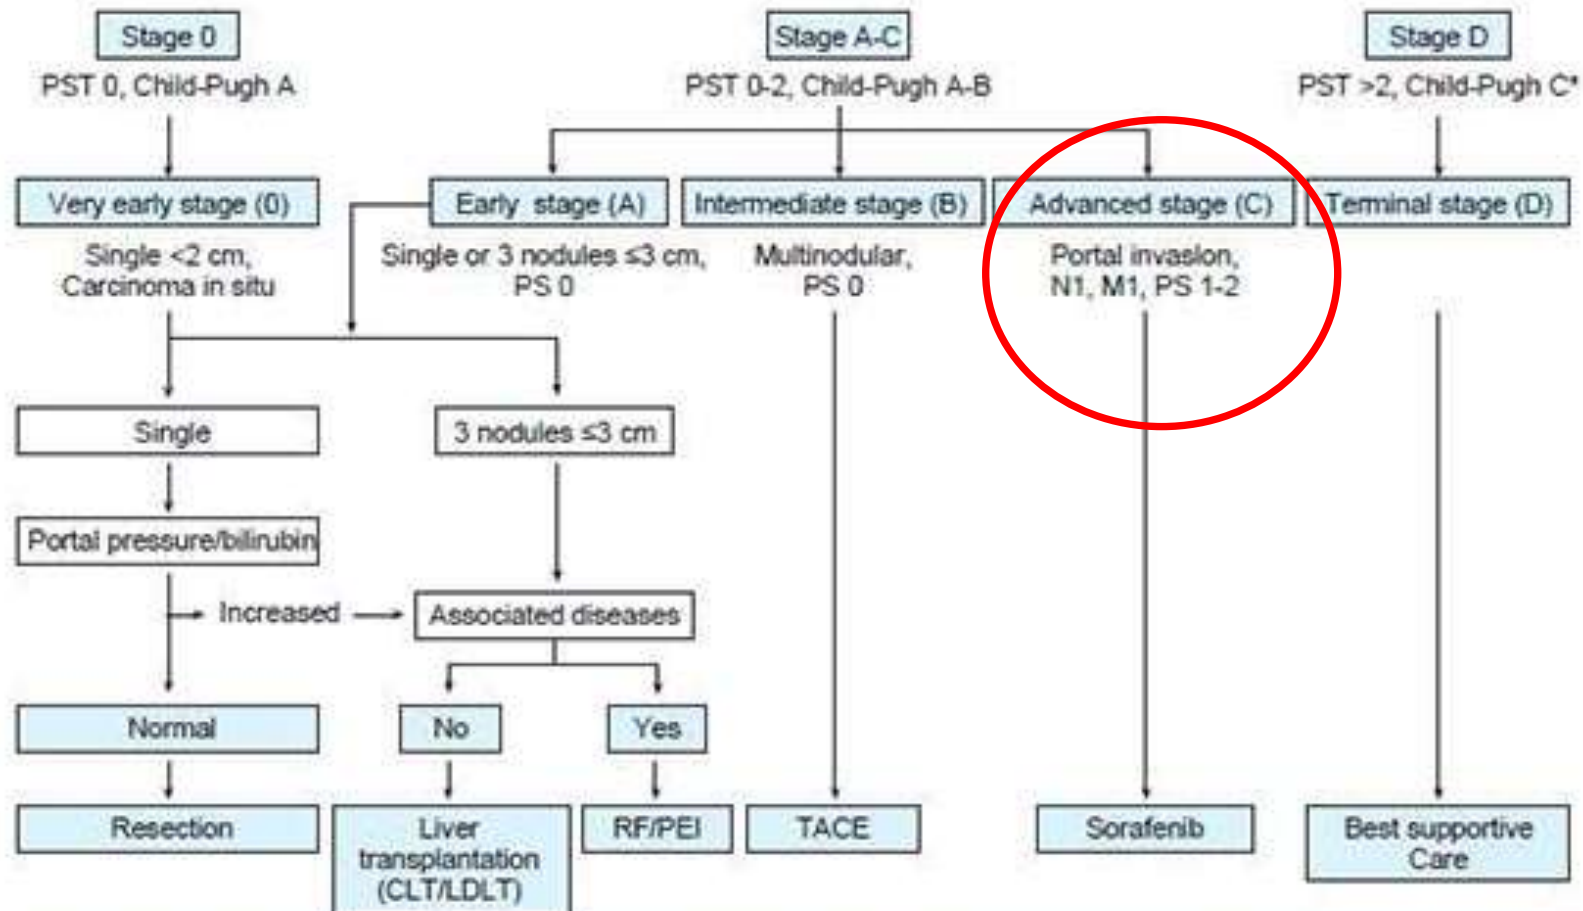 Stage 0
Stage A-C
Stage D
PST 0, Child-Pugh A
PST 0-2, Child-Pugh A-B
PST >2, Child-Pugh C*
Very early stage (0)
Early stage (A)
Intermediate stage (B)
Advanced stage (C)
Terminal stage (D)
Single <2 cm,
Carcinoma in situ
Single or 3 nodules ≤3 cm,
PS 0
Multinodular,
PS 0
Portal invasion,
N1, M1, PS 1-2
Single
3 nodules ≤3 cm
Portal pressure/bilirubin
Increased
Associated diseases
Normal
No
Yes
Resection
Liver
transplantation
(CLT/LDLT)
RF/PEI
TACE
Sorafenib
Best supportive
Care